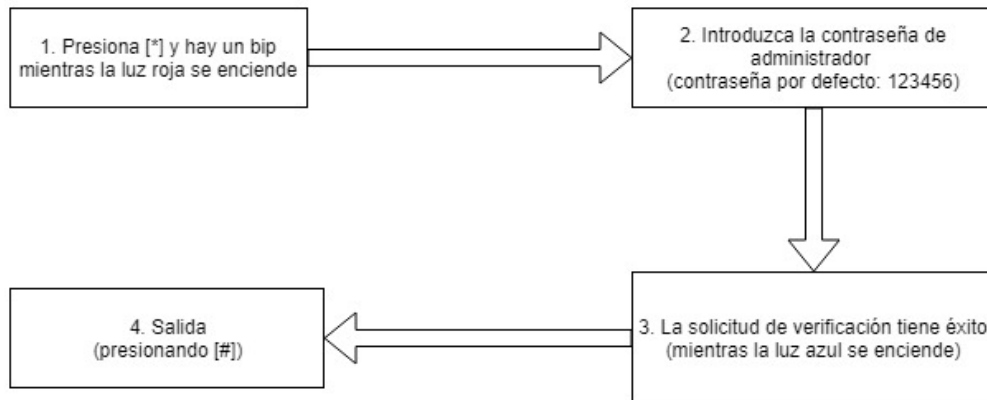 1. Presiona [*] y hay un bip
mientras la luz roja se enciende
2. Introduzca la contraseña de
administrador
(contraseña por defecto: 123456)
3. La solicitud de verificación tiene éxito
(mientras la luz azul se enciende)
4. Salida
(presionando [#])